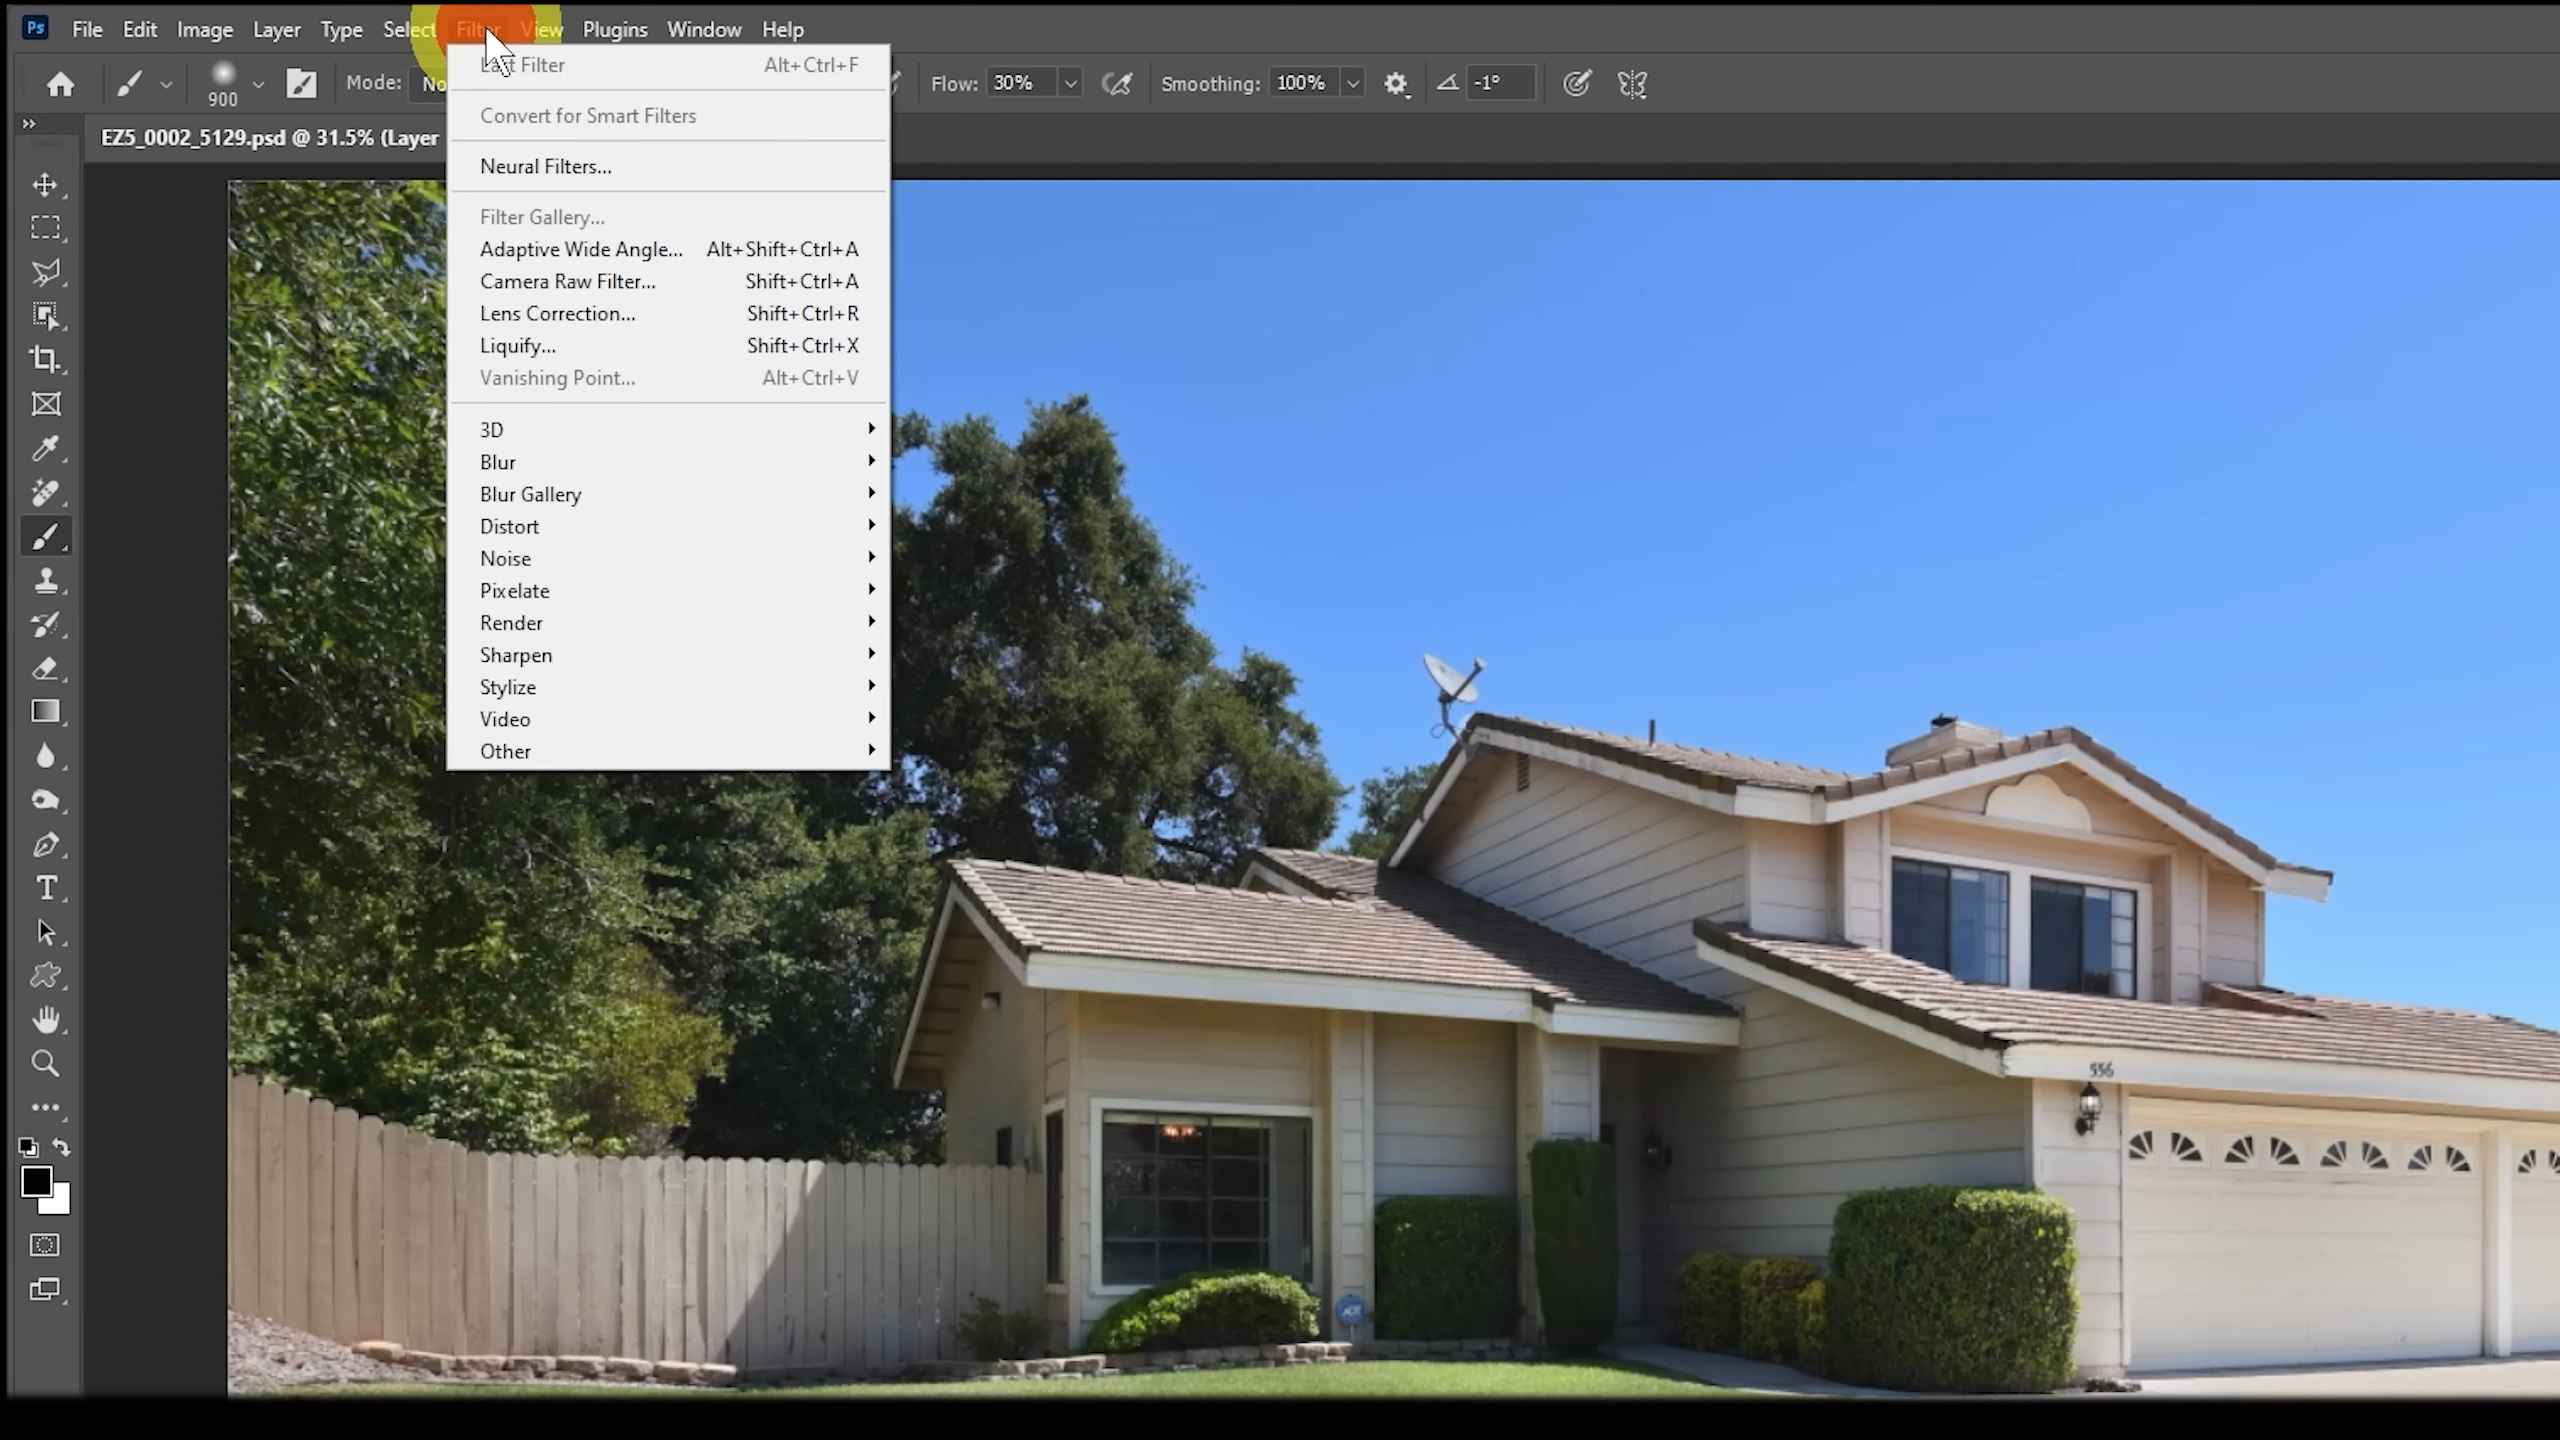 Ps File Edit Image Layer Type Select Filter View Plugins Window Help
900 Mode: No Flow: 30% Smoothing: 100% -1°
EZ5_0002_5129.psd @ 31.5% (Layer
Last Filter Alt+Ctrl+F
Convert for Smart Filters
Neural Filters...
Filter Gallery...
Adaptive Wide Angle... Alt+Shift+Ctrl+A
Camera Raw Filter... Shift+Ctrl+A
Lens Correction... Shift+Ctrl+R
Liquify... Shift+Ctrl+X
Vanishing Point... Alt+Ctrl+V
3D
Blur
Blur Gallery
Distort
Noise
Pixelate
Render
Sharpen
Stylize
Video
Other
556
ADT